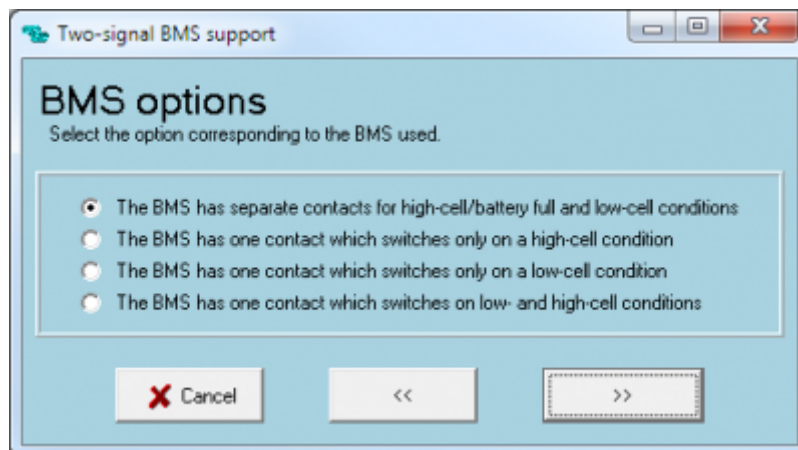 Two-signal BMS support
BMS options
Select the option corresponding to the BMS used.
The BMS has separate contacts for high-cell/battery full and low-cell conditions
The BMS has one contact which switches only on a high-cell condition
The BMS has one contact which switches only on a low-cell condition
The BMS has one contact which switches on low- and high-cell conditions
Cancel
<<
>>